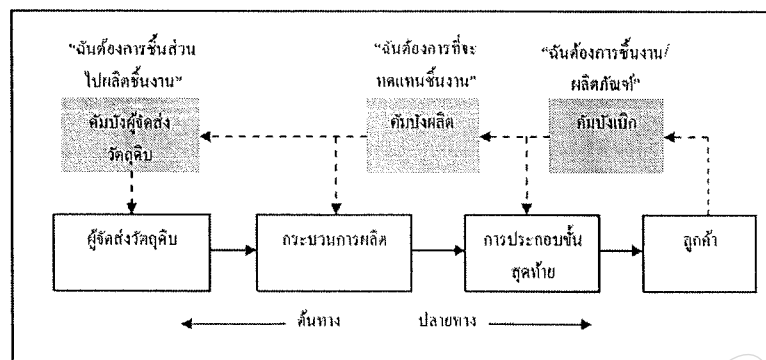 “ฉันต้องการชิ้นส่วน
ไปผลิตชิ้นงาน”
“ฉันต้องการที่จะ
ทดแทนชิ้นงาน”
“ฉันต้องการชิ้นงาน/
ผลิตภัณฑ์”
คัมบังผู้จัดส่ง
วัตถุดิบ
คัมบังผลิต
คัมบังเบิก
ผู้จัดส่งวัตถุดิบ
กระบวนการผลิต
การประกอบขั้น
สุดท้าย
ลูกค้า
ต้นทาง
ปลายทาง